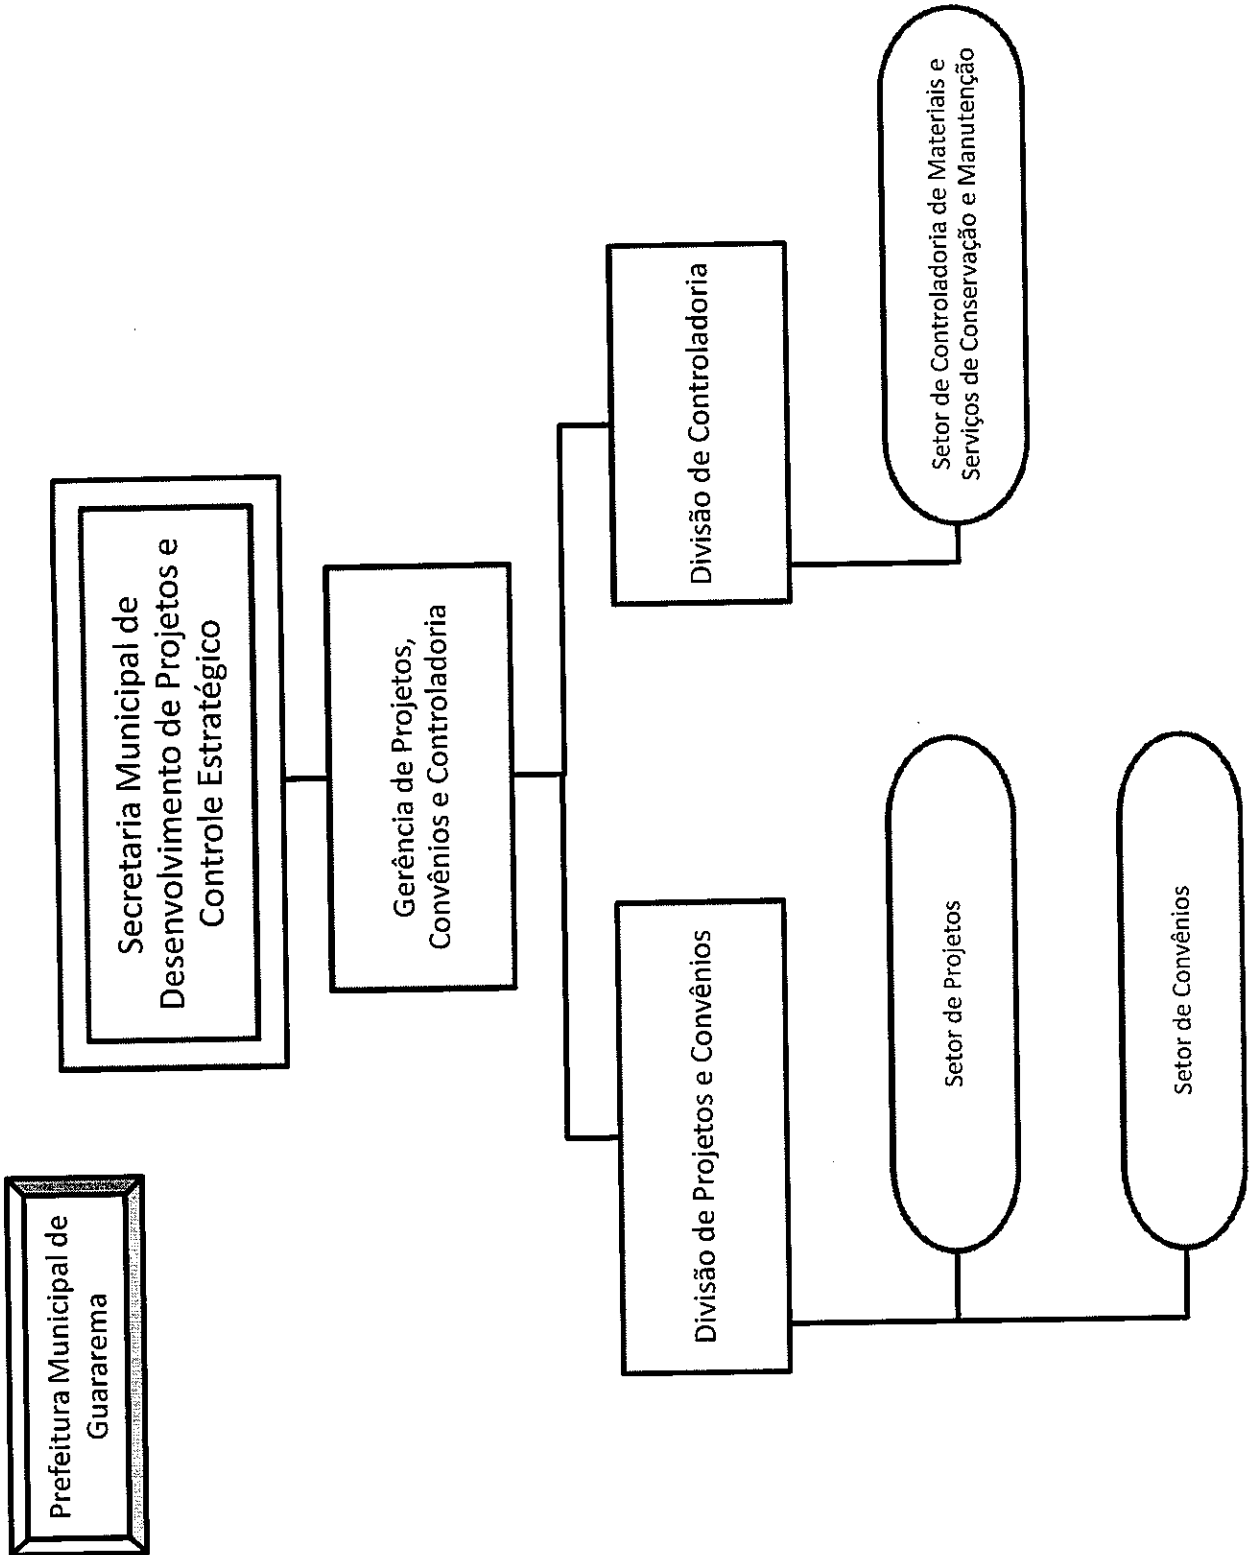 Prefeitura Municipal de
Guararema
Secretaria Municipal de
Desenvolvimento de Projetos e
Controle Estratégico
Gerência de Projetos,
Convênios e Controladoria
Divisão de Projetos e Convênios
Divisão de Controladoria
Setor de Projetos
Setor de Convênios
Setor de Controladoria de Materiais e
Serviços de Conservação e Manutenção